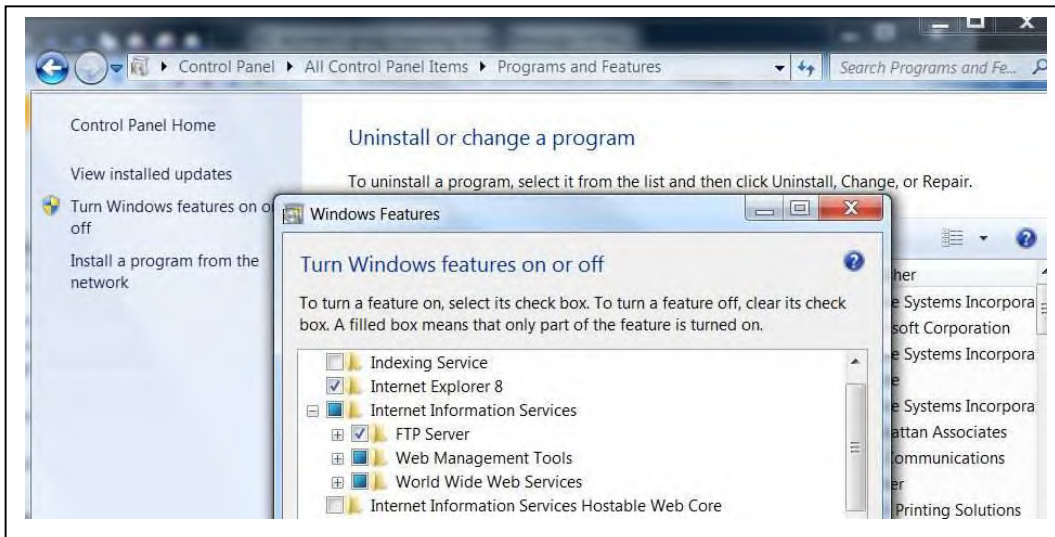 Control Panel ▸ All Control Panel Items ▸ Programs and Features
Search Programs and Fe...
Control Panel Home
View installed updates
Turn Windows features on o
off
Install a program from the
network
Uninstall or change a program
To uninstall a program, select it from the list and then click Uninstall, Change, or Repair.
Windows Features
Turn Windows features on or off
To turn a feature on, select its check box. To turn a feature off, clear its check
box. A filled box means that only part of the feature is turned on.
Indexing Service
Internet Explorer 8
Internet Information Services
FTP Server
Web Management Tools
World Wide Web Services
Internet Information Services Hostable Web Core
her
e Systems Incorpora
soft Corporation
e Systems Incorpora
e
e Systems Incorpora
attan Associates
ommunications
er
Printing Solutions